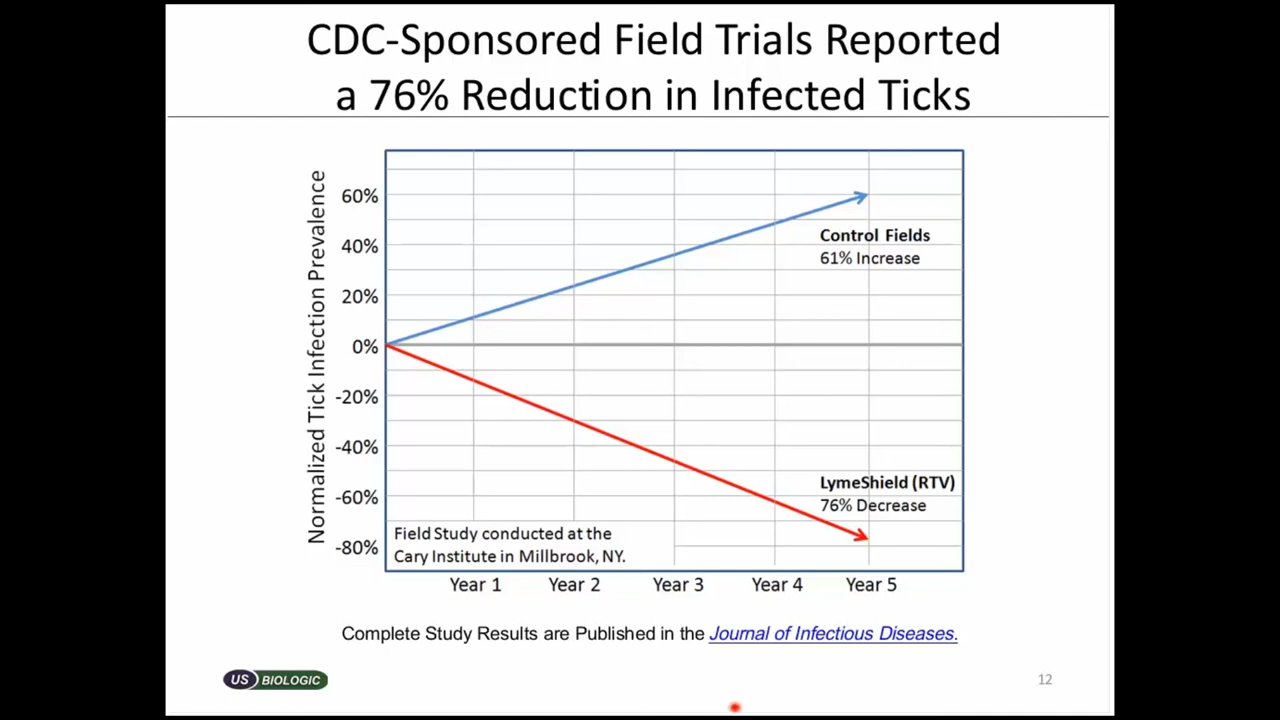 CDC-Sponsored Field Trials Reported
a 76% Reduction in Infected Ticks
Normalized Tick Infection Prevalence
60%
40%
20%
0%
-20%
-40%
-60%
-80%
Control Fields
61% Increase
LymeShield (RTV)
76% Decrease
Field Study conducted at the
Cary Institute in Millbrook, NY.
Year 1 Year 2 Year 3 Year 4 Year 5
Complete Study Results are Published in the Journal of Infectious Diseases.
US BIOLOGIC
12